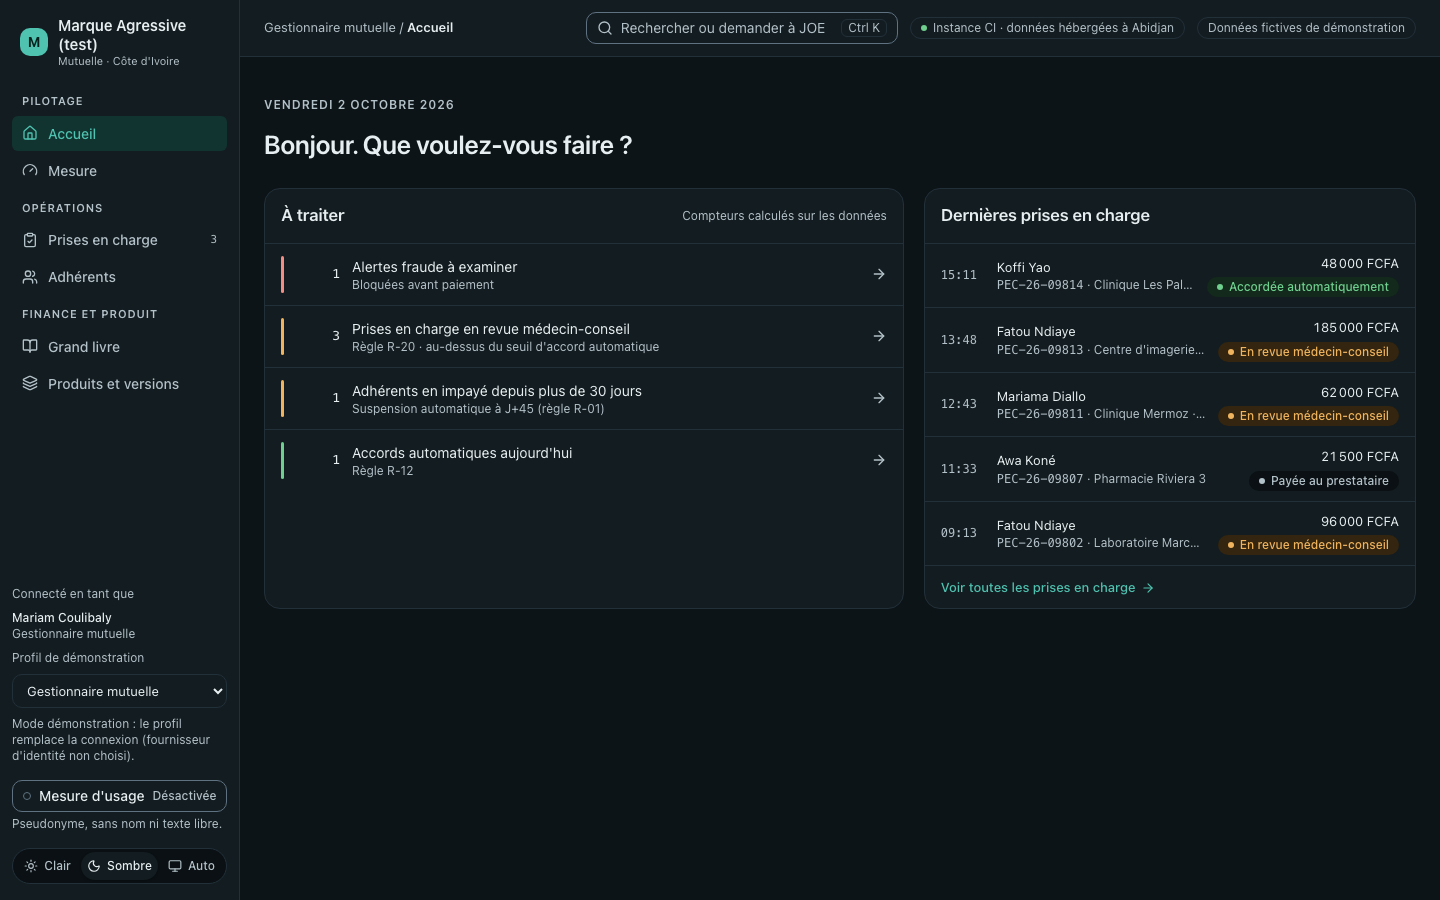 M
Marque Agressive
(test)
Mutuelle · Côte d'Ivoire
PILOTAGE
Accueil
Mesure
OPÉRATIONS
Prises en charge 3
Adhérents
FINANCE ET PRODUIT
Grand livre
Produits et versions
Connecté en tant que
Mariam Coulibaly
Gestionnaire mutuelle
Profil de démonstration
Gestionnaire mutuelle
Mode démonstration : le profil
remplace la connexion (fournisseur
d'identité non choisi).
Mesure d'usage Désactivée
Pseudonyme, sans nom ni texte libre.
Clair Sombre Auto
Gestionnaire mutuelle / Accueil
Rechercher ou demander à JOE Ctrl K
Instance CI · données hébergées à Abidjan
Données fictives de démonstration
VENDREDI 2 OCTOBRE 2026
Bonjour. Que voulez-vous faire ?
À traiter Compteurs calculés sur les données
1 Alertes fraude à examiner
Bloquées avant paiement
3 Prises en charge en revue médecin-conseil
Règle R-20 · au-dessus du seuil d'accord automatique
1 Adhérents en impayé depuis plus de 30 jours
Suspension automatique à J+45 (règle R-01)
1 Accords automatiques aujourd'hui
Règle R-12
Dernières prises en charge
15:11 Koffi Yao 48 000 FCFA
PEC-26-09814 · Clinique Les Pal... Accordée automatiquement
13:48 Fatou Ndiaye 185 000 FCFA
PEC-26-09813 · Centre d'imagerie... En revue médecin-conseil
12:43 Mariama Diallo 62 000 FCFA
PEC-26-09811 · Clinique Mermoz ·... En revue médecin-conseil
11:33 Awa Koné 21 500 FCFA
PEC-26-09807 · Pharmacie Riviera 3 Payée au prestataire
09:13 Fatou Ndiaye 96 000 FCFA
PEC-26-09802 · Laboratoire Marc... En revue médecin-conseil
Voir toutes les prises en charge